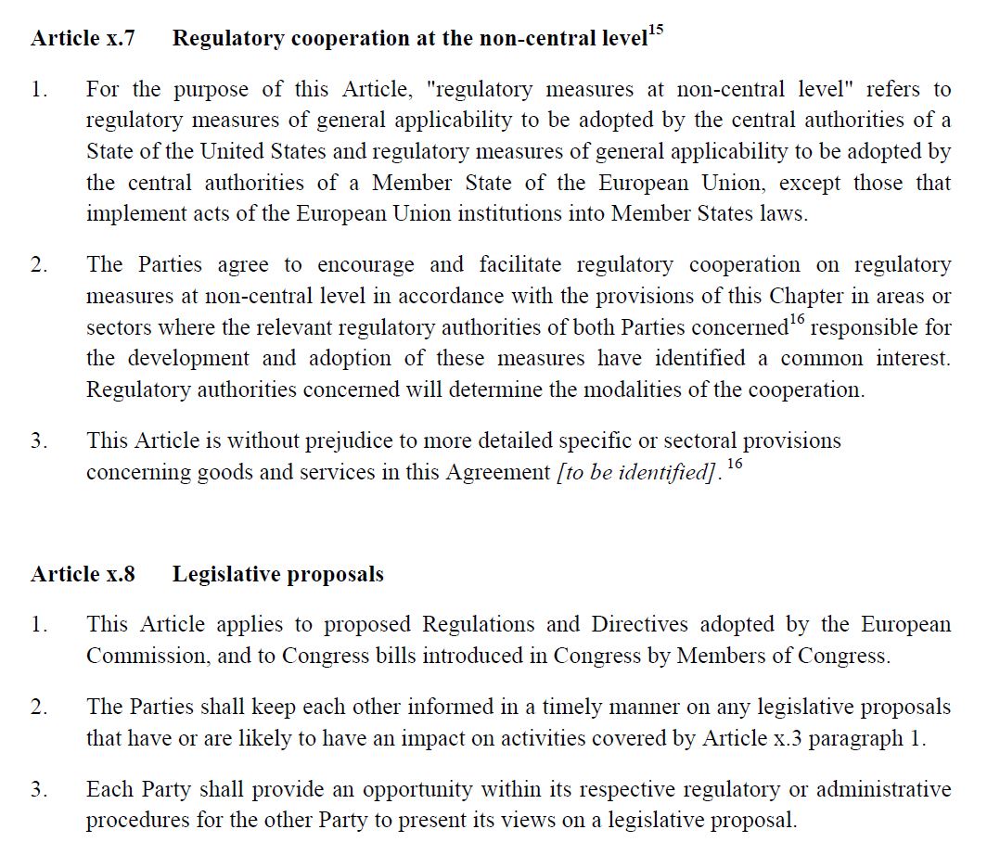 Article x.7 Regulatory cooperation at the non-central level15
1. For the purpose of this Article, "regulatory measures at non-central level" refers to
regulatory measures of general applicability to be adopted by the central authorities of a
State of the United States and regulatory measures of general applicability to be adopted by
the central authorities of a Member State of the European Union, except those that
implement acts of the European Union institutions into Member States laws.
2. The Parties agree to encourage and facilitate regulatory cooperation on regulatory
measures at non-central level in accordance with the provisions of this Chapter in areas or
sectors where the relevant regulatory authorities of both Parties concerned16 responsible for
the development and adoption of these measures have identified a common interest.
Regulatory authorities concerned will determine the modalities of the cooperation.
3. This Article is without prejudice to more detailed specific or sectoral provisions
concerning goods and services in this Agreement [to be identified]. 16
Article x.8 Legislative proposals
1. This Article applies to proposed Regulations and Directives adopted by the European
Commission, and to Congress bills introduced in Congress by Members of Congress.
2. The Parties shall keep each other informed in a timely manner on any legislative proposals
that have or are likely to have an impact on activities covered by Article x.3 paragraph 1.
3. Each Party shall provide an opportunity within its respective regulatory or administrative
procedures for the other Party to present its views on a legislative proposal.